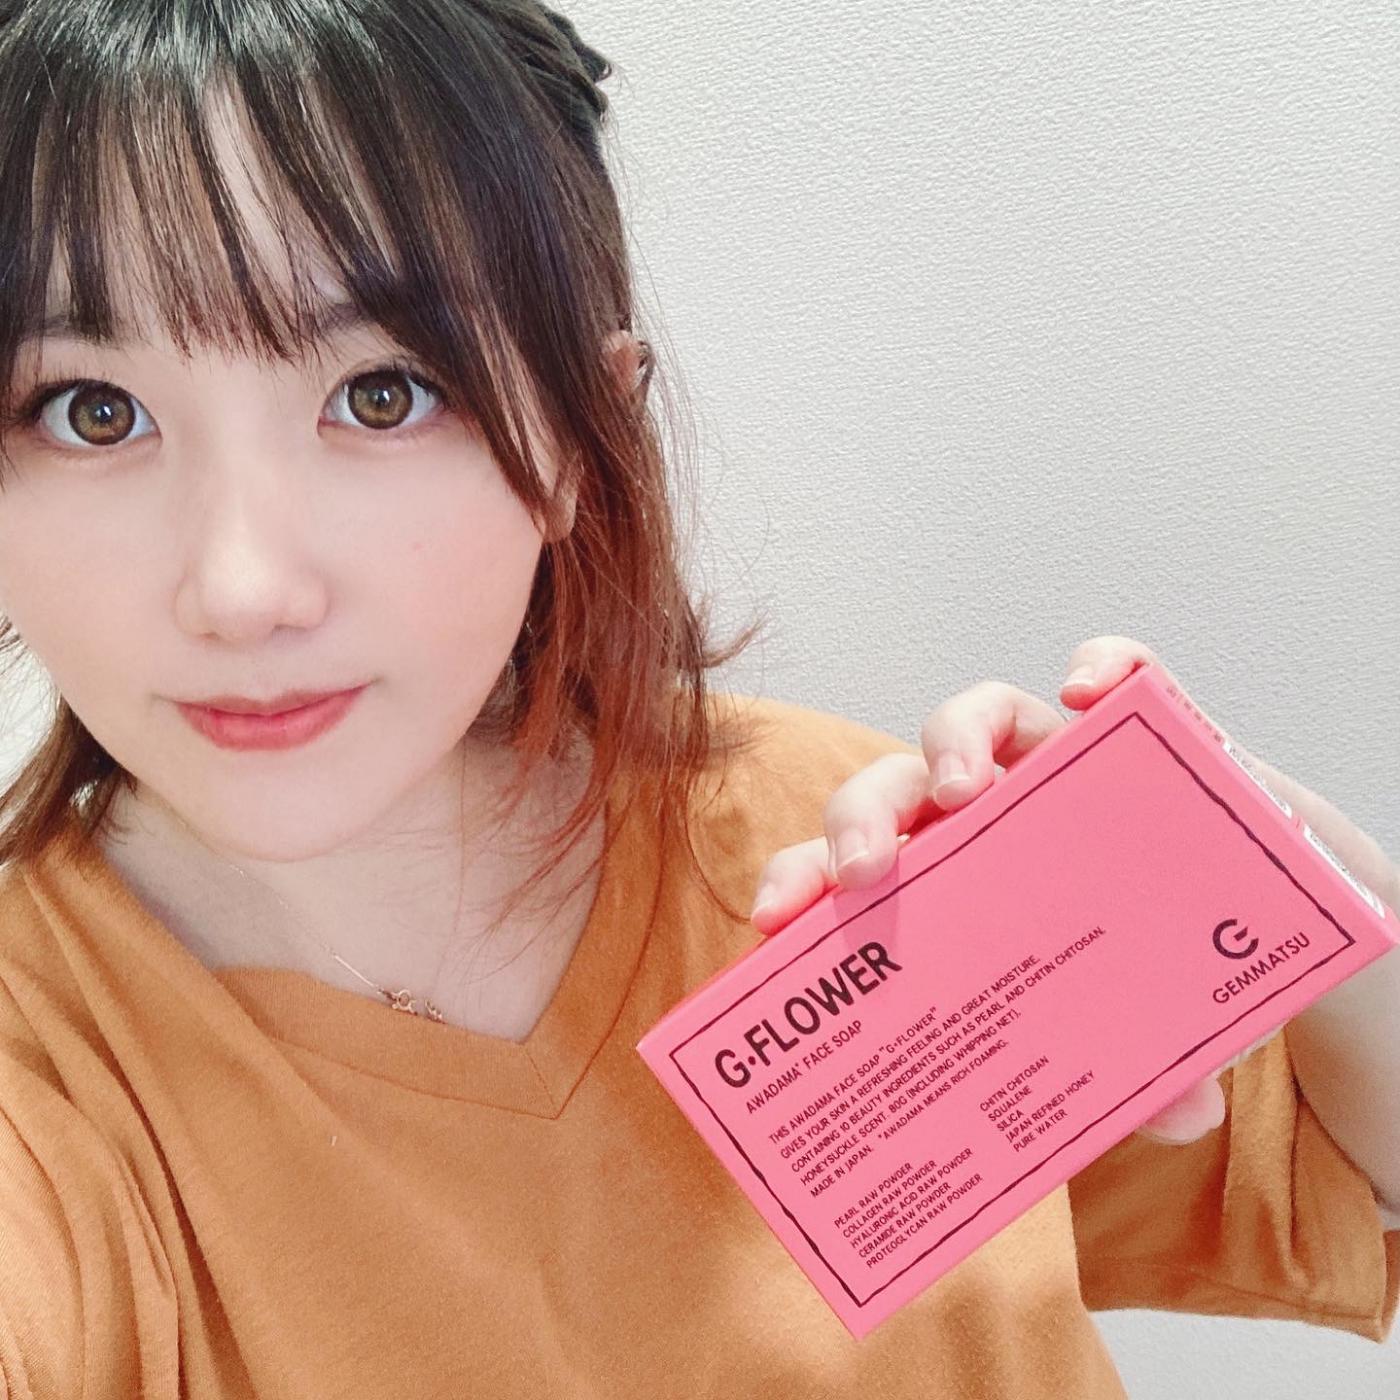 G•FLOWER
AWADAMA* FACE SOAP
THIS AWADAMA FACE SOAP "G•FLOWER"
GIVES YOUR SKIN A REFRESHING FEELING AND GREAT MOISTURE.
CONTAINING 10 BEAUTY INGREDIENTS SUCH AS PEARL AND CHITIN CHITOSAN.
HONEYSUCKLE SCENT. 80G (INCLUDING WHIPPING NET).
MADE IN JAPAN. *AWADAMA MEANS RICH FOAMING.
PEARL RAW POWDER
COLLAGEN RAW POWDER
HYALURONIC ACID RAW POWDER
CERAMIDE RAW POWDER
PROTEOGLYCAN RAW POWDER
CHITIN CHITOSAN
SQUALENE
SILICA
JAPAN REFINED HONEY
PURE WATER
GEMMATSU